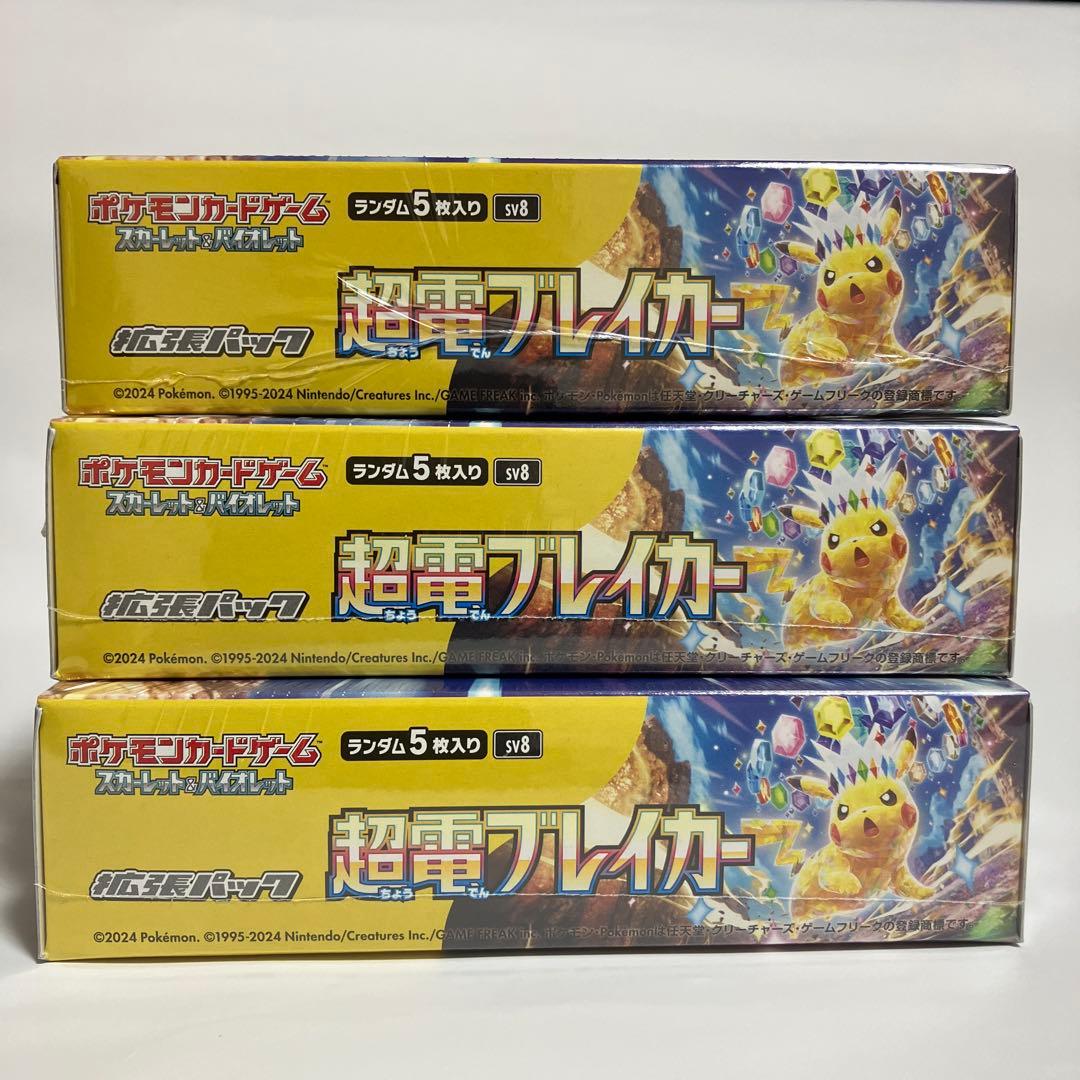 ポケモンカードゲーム™
スカーレット&バイオレット
ランダム5枚入り SV8
超電ブレイカー
ちょう でん
拡張パック
©2024 Pokémon. ©1995-2024 Nintendo/Creatures Inc./GAME FREAK inc. ポケモン・Pokémonは任天堂・クリーチャーズ・ゲームフリークの登録商標です。
ポケモンカードゲーム™
スカーレット&バイオレット
ランダム5枚入り SV8
超電ブレイカー
ちょう でん
拡張パック
©2024 Pokémon. ©1995-2024 Nintendo/Creatures Inc./GAME FREAK inc. ポケモン・Pokémonは任天堂・クリーチャーズ・ゲームフリークの登録商標です。
ポケモンカードゲーム™
スカーレット&バイオレット
ランダム5枚入り SV8
超電ブレイカー
ちょう でん
拡張パック
©2024 Pokémon. ©1995-2024 Nintendo/Creatures Inc./GAME FREAK inc. ポケモン・Pokémonは任天堂・クリーチャーズ・ゲームフリークの登録商標です。